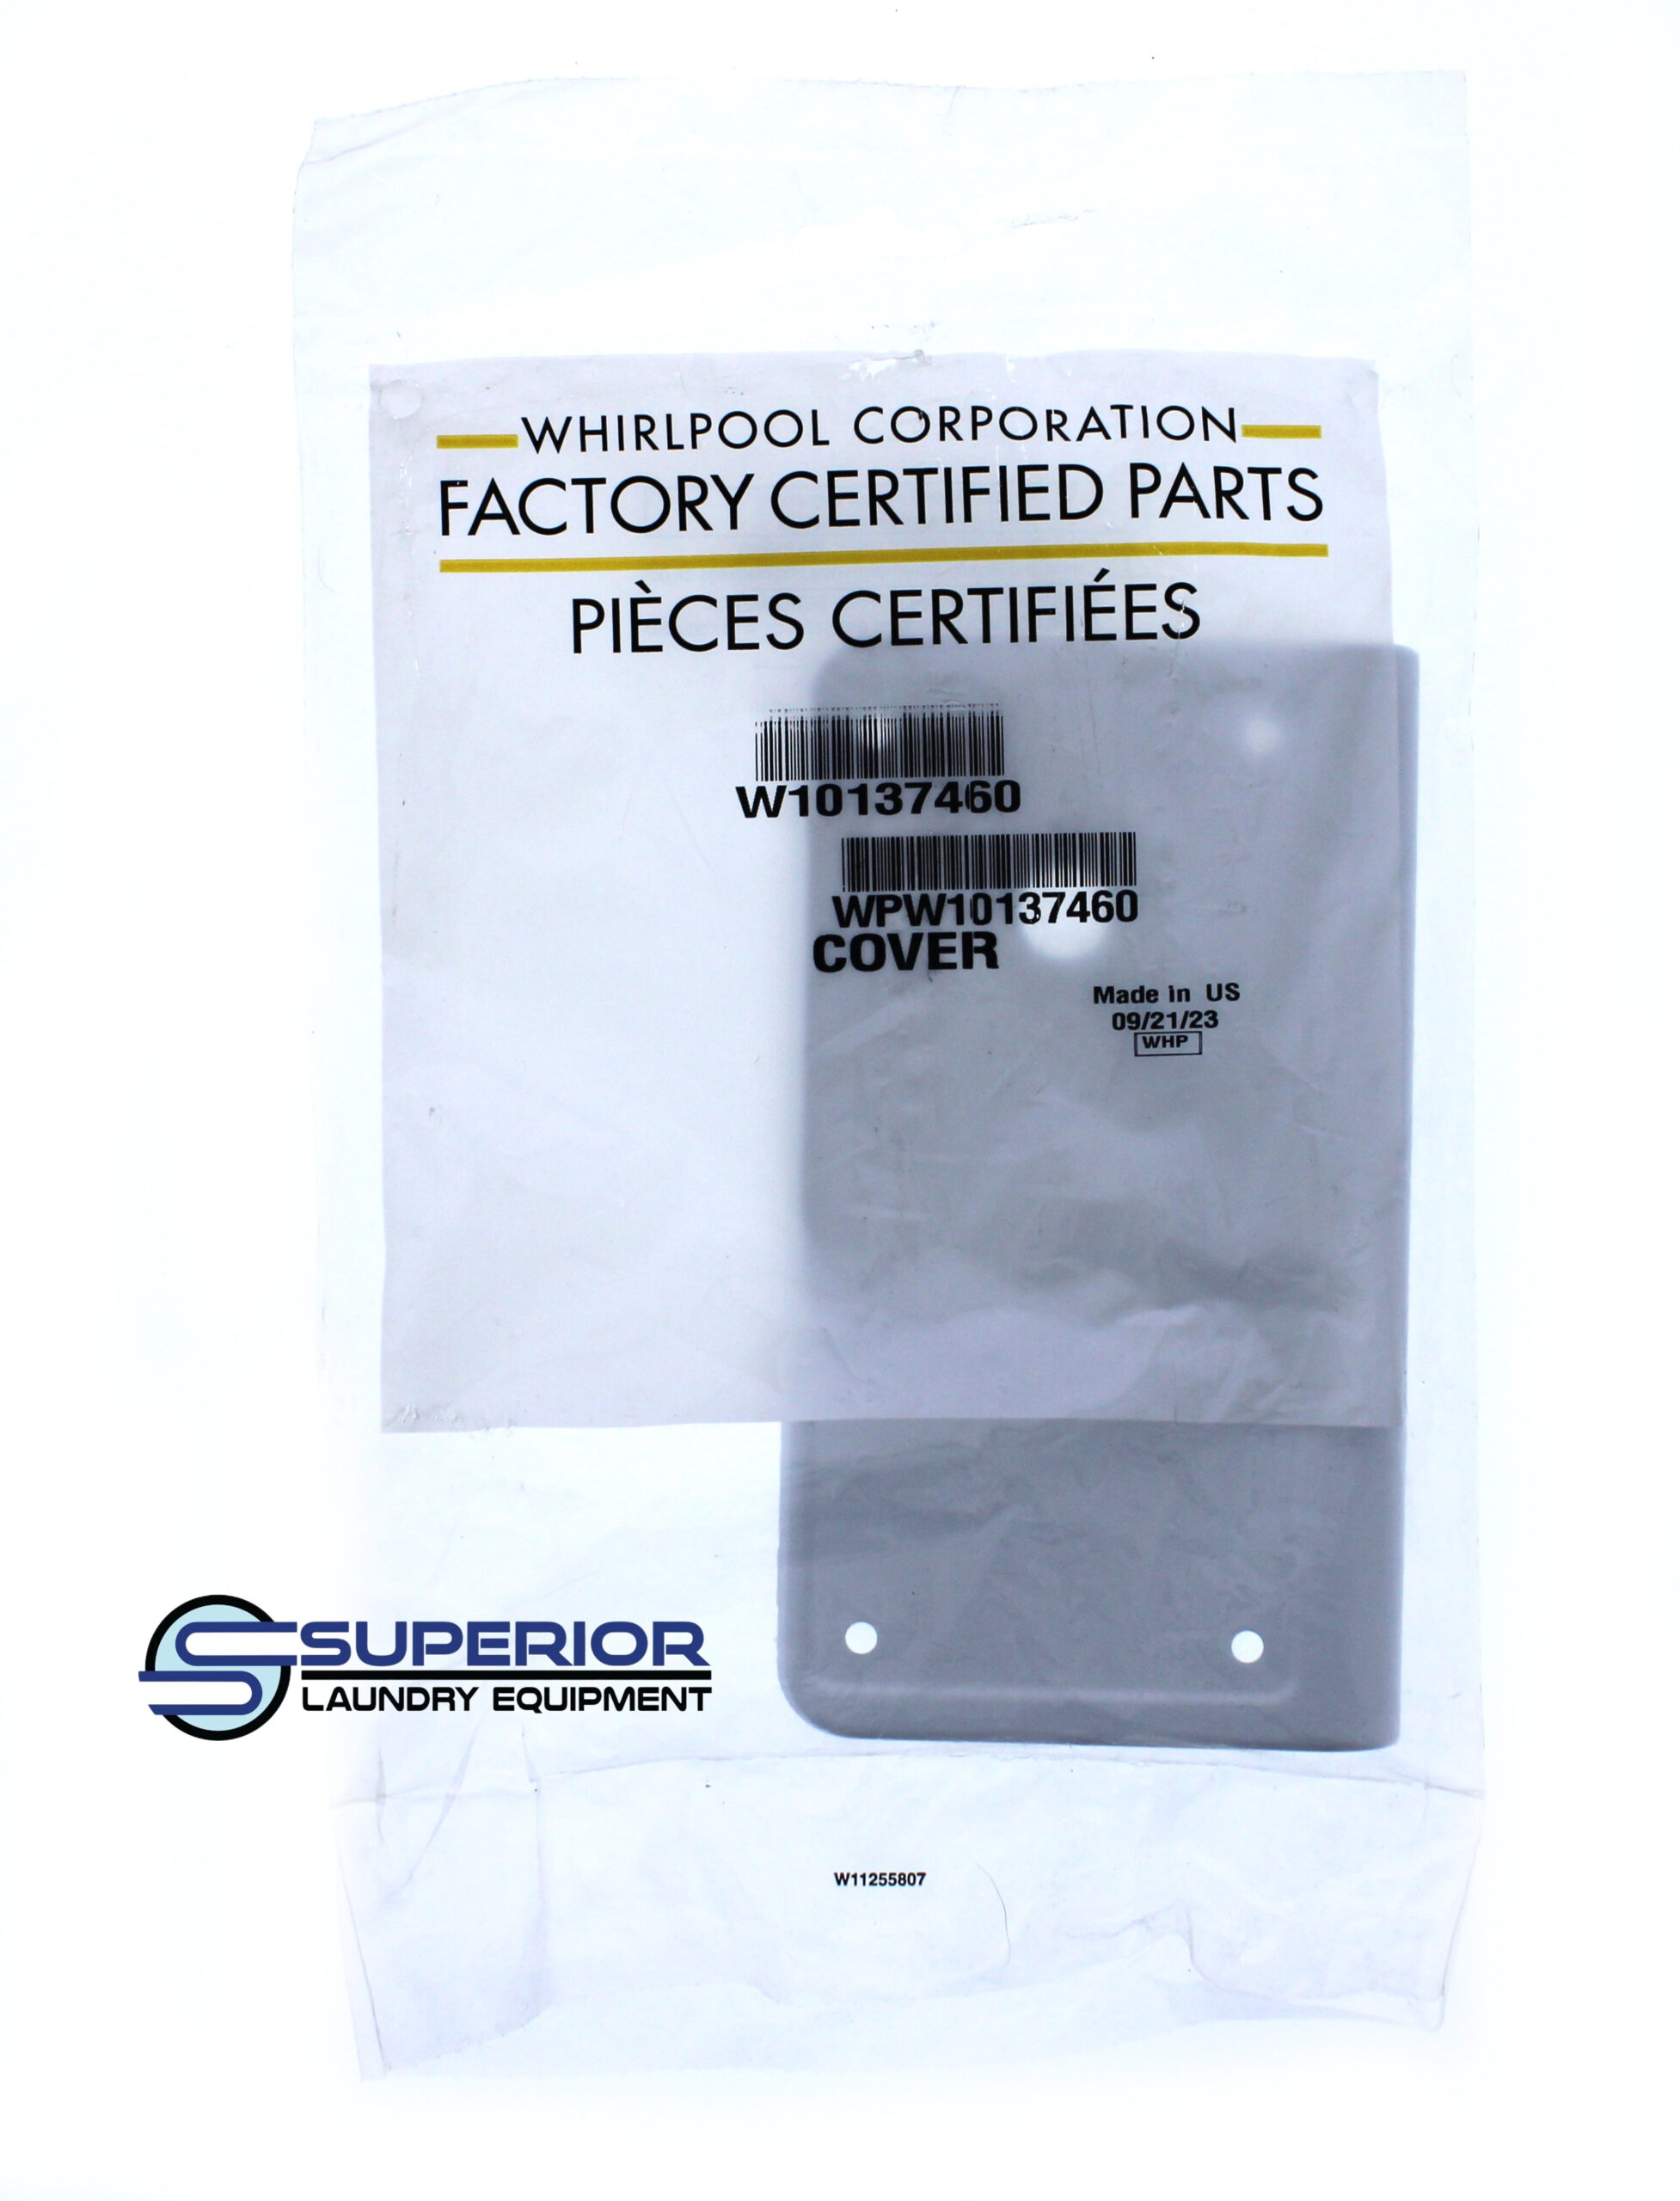 WHIRLPOOL CORPORATION
FACTORY CERTIFIED PARTS
PIÈCES CERTIFIÉES
W10137460
WPW10137460
COVER
Made in US
09/21/23
WHP
SUPERIOR
LAUNDRY EQUIPMENT
W11255807